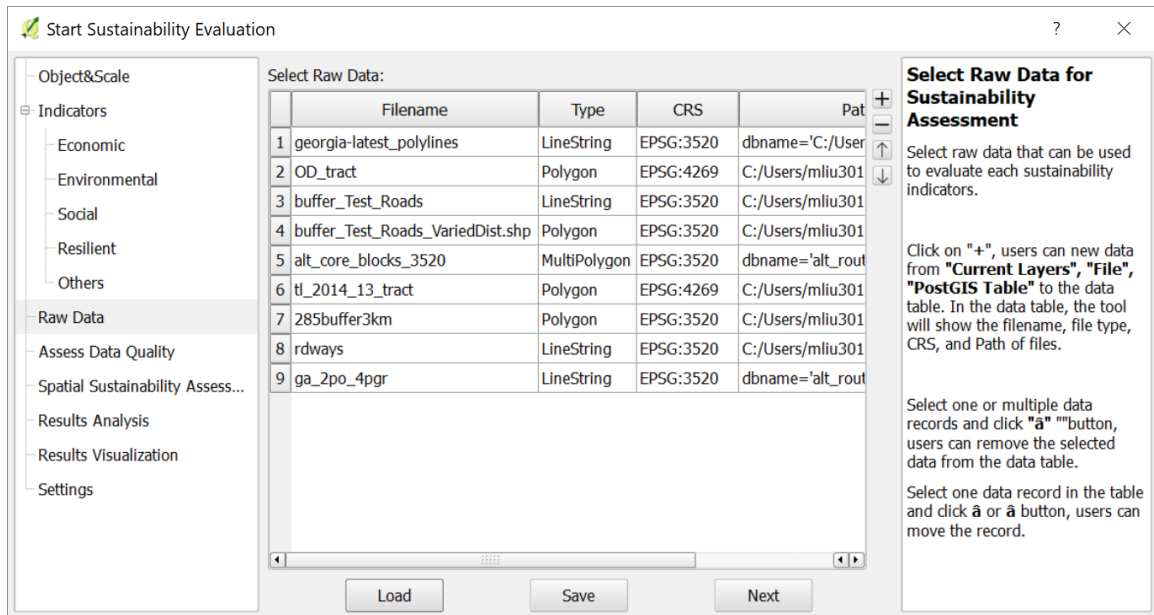 Start Sustainability Evaluation
?
Object&Scale
Indicators
Economic
Environmental
Social
Resilient
Others
Raw Data
Assess Data Quality
Spatial Sustainability Assess...
Results Analysis
Results Visualization
Settings
Select Raw Data:
Filename Type CRS Pat
1 georgia-latest_polylines LineString EPSG:3520 dbname='C:/User
2 OD_tract Polygon EPSG:4269 C:/Users/mliu301
3 buffer_Test_Roads LineString EPSG:3520 C:/Users/mliu301
4 buffer_Test_Roads_VariedDist.shp Polygon EPSG:3520 C:/Users/mliu301
5 alt_core_blocks_3520 MultiPolygon EPSG:3520 dbname='alt_rout
6 tl_2014_13_tract Polygon EPSG:4269 C:/Users/mliu301
7 285buffer3km Polygon EPSG:3520 C:/Users/mliu301
8 rdways LineString EPSG:3520 C:/Users/mliu301
9 ga_2po_4pgr LineString EPSG:3520 dbname='alt_rout
Load Save Next
Select Raw Data for
Sustainability
Assessment
Select raw data that can be used
to evaluate each sustainability
indicators.
Click on "+", users can new data
from "Current Layers", "File",
"PostGIS Table" to the data
table. In the data table, the tool
will show the filename, file type,
CRS, and Path of files.
Select one or multiple data
records and click "â" ""button,
users can remove the selected
data from the data table.
Select one data record in the table
and click â or â button, users can
move the record.